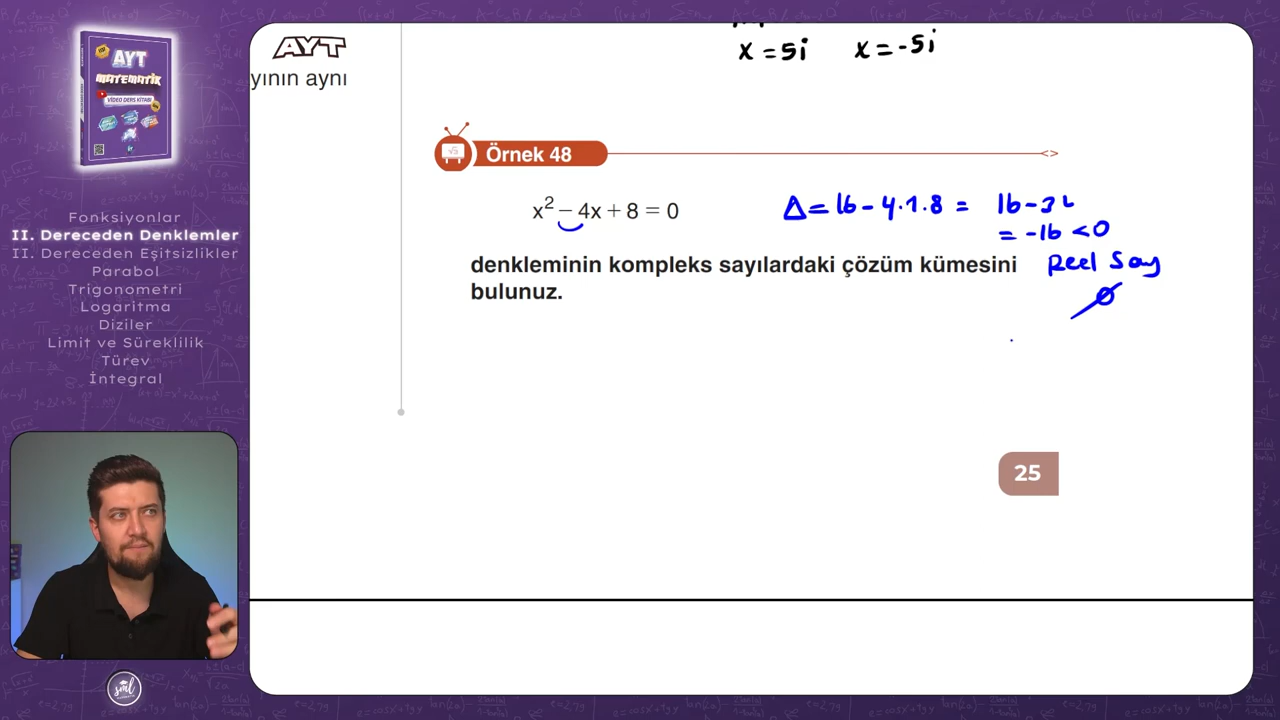 AYT
MATEMATİK
VİDEO DERS KİTABI
Fonksiyonlar
II. Dereceden Denklemler
II. Dereceden Eşitsizlikler
Parabol
Trigonometri
Logaritma
Diziler
Limit ve Süreklilik
Türev
İntegral
sml
AYT
yının aynı
x = 5i x = -5i
Örnek 48
x² − 4x + 8 = 0
denkleminin kompleks sayılardaki çözüm kümesini
bulunuz.
Δ = 16 - 4.1.8 = 16 - 32
= -16 < 0
Reel Say
∅
25